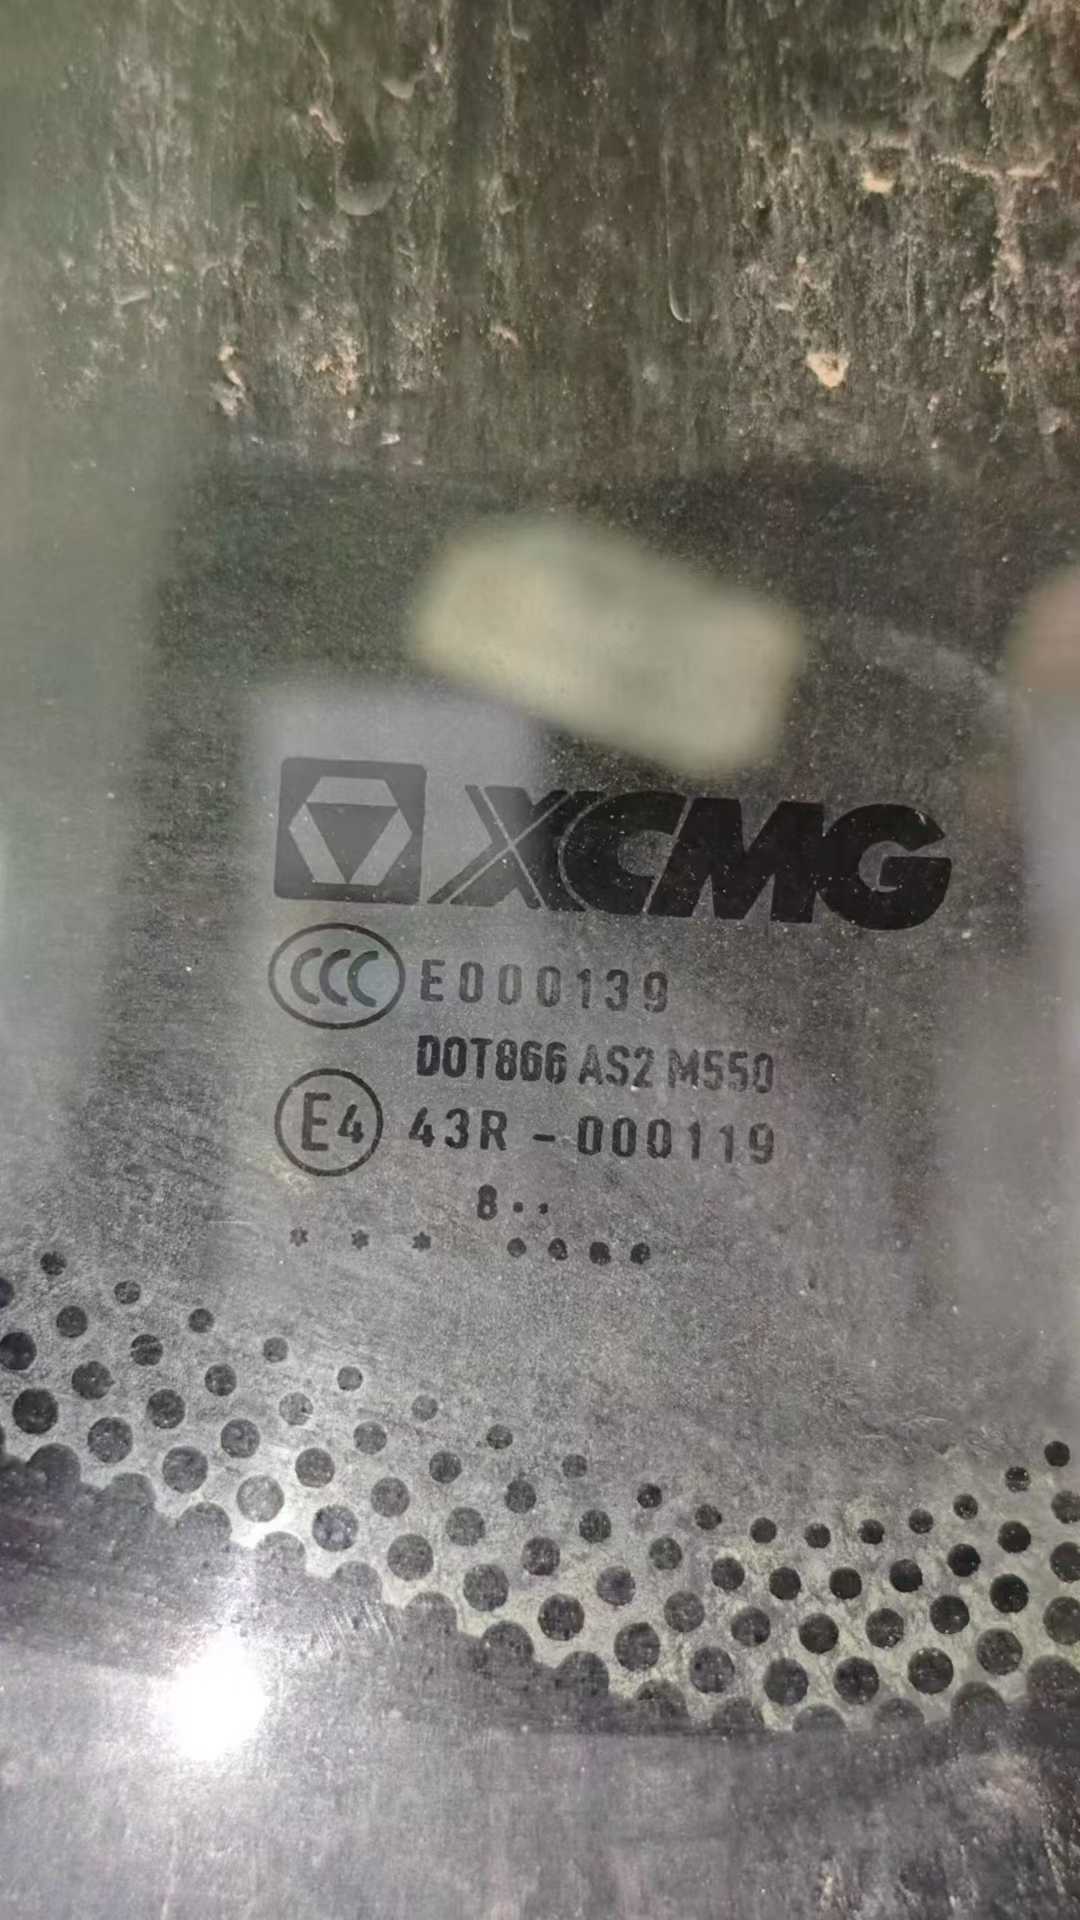 XCMG
CCC E000139
DOT866 AS2 M550
E4 43R - 000119
8··
* * * ●●●●